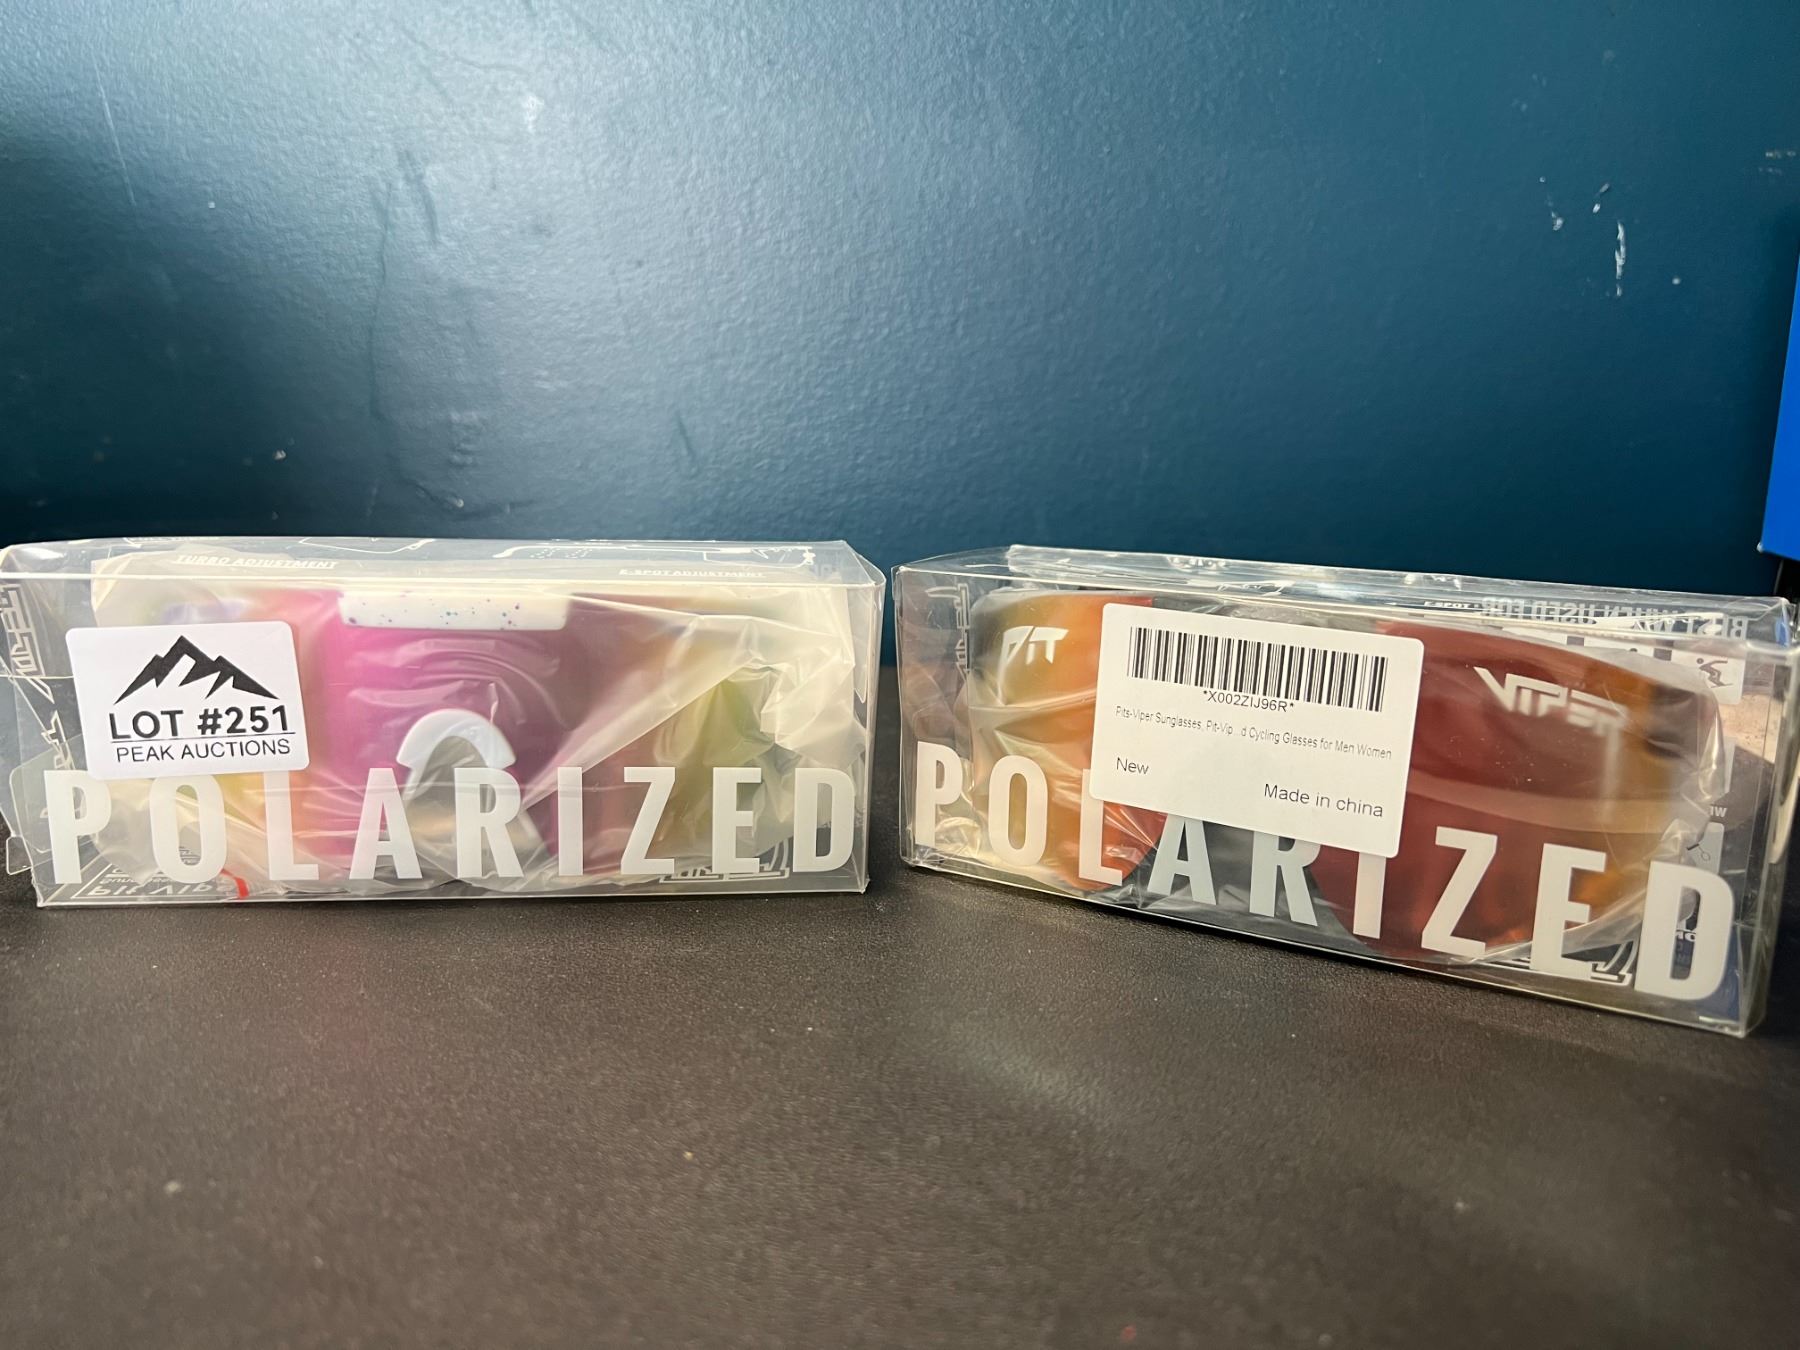 TURBO ADJUSTMENT
E-SPOT ADJUSTMENT
LOT #251
PEAK AUCTIONS
POLARIZED
Pit Viper
PIT VIPER
*X002ZIJ96R*
Pits-Viper Sunglasses, Pit-Vip...d Cycling Glasses for Men Women
New
Made in china
POLARIZED